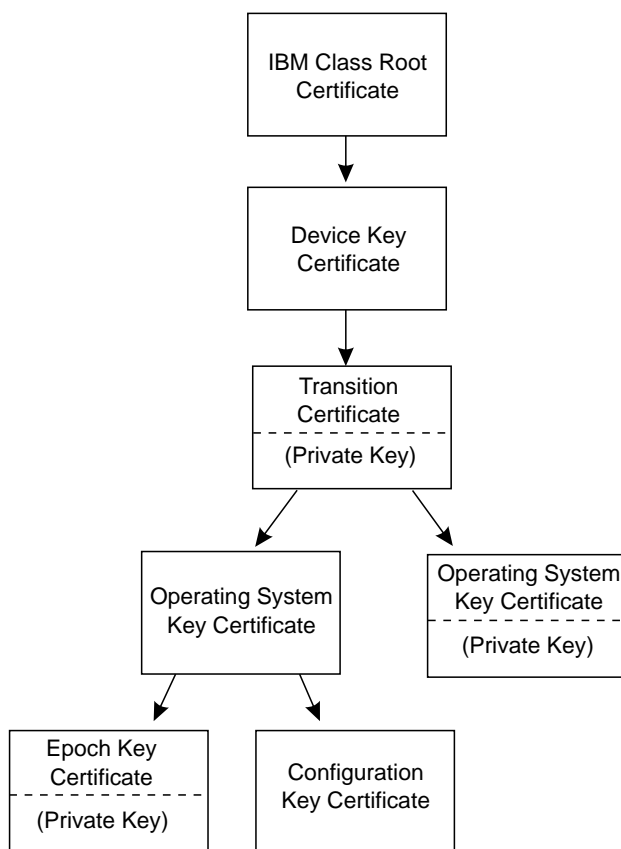 IBM Class Root
Certificate
Device Key
Certificate
Transition
Certificate
(Private Key)
Operating System
Key Certificate
Operating System
Key Certificate
(Private Key)
Epoch Key
Certificate
(Private Key)
Configuration
Key Certificate